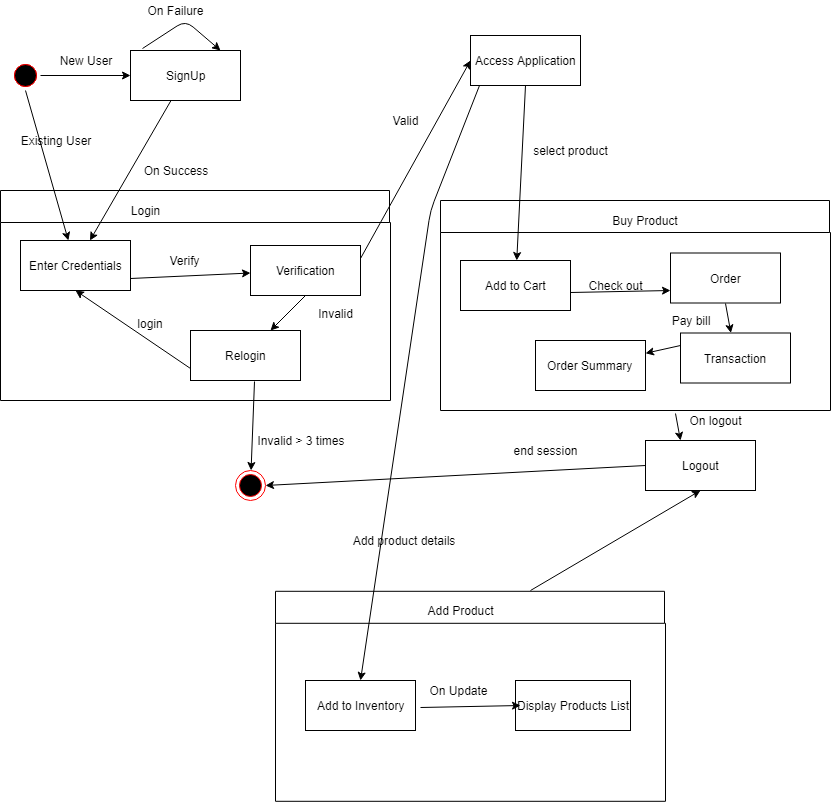 On Failure
New User
SignUp
Access Application
Valid
Existing User
select product
On Success
Login
Buy Product
Enter Credentials
Verify
Verification
Add to Cart
Check out
Order
Invalid
login
Pay bill
Relogin
Order Summary
Transaction
On logout
Invalid > 3 times
end session
Logout
Add product details
Add Product
On Update
Add to Inventory
Display Products List